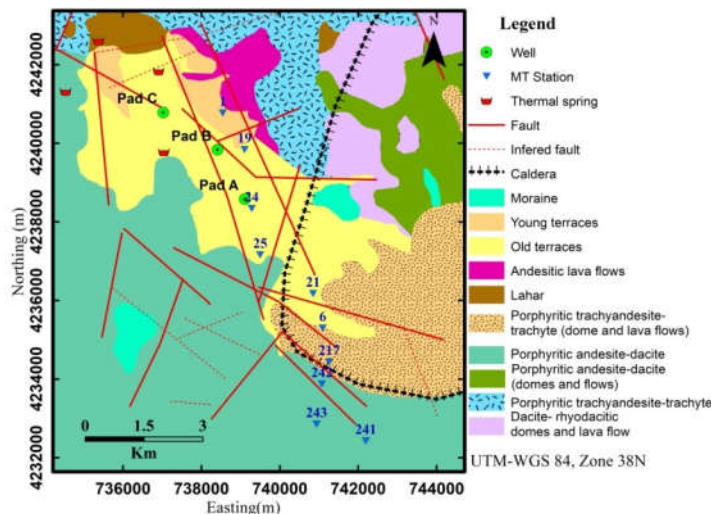 N
Pad C
1
Pad B
19
Pad A
24
25
21
6
217
242
243
241
0 1.5 3
Km
4242000
4240000
4238000
4236000
4234000
4232000
Northing (m)
736000 738000 740000 742000 744000
Easting(m)
Legend
Well
MT Station
Thermal spring
Fault
Infered fault
Caldera
Moraine
Young terraces
Old terraces
Andesitic lava flows
Lahar
Porphyritic trachyandesite-
trachyte (dome and lava flows)
Porphyritic andesite-dacite
Porphyritic andesite-dacite
(domes and flows)
Porphyritic trachyandesite-trachyte
Dacite- rhyodacitic
domes and lava flow
UTM-WGS 84, Zone 38N